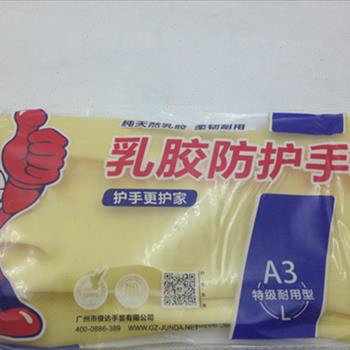 纯天然乳胶 柔韧耐用
乳胶防护手
护手更护家
A3
特级耐用型
L
广州市俊达手套有限公司
400-0886-389 WWW.GZ-JUNDA.NET